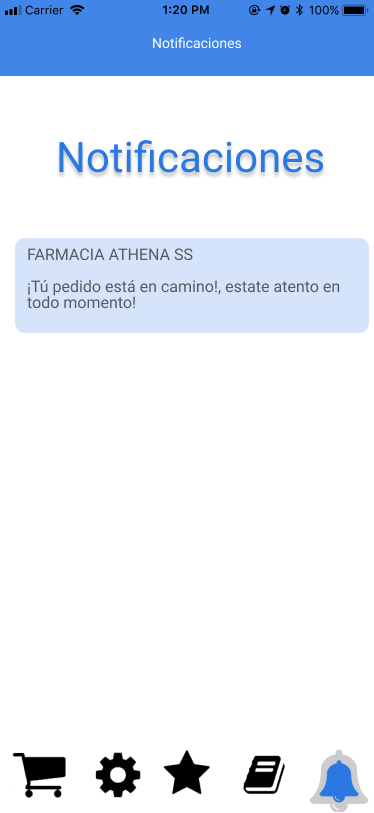 Carrier 1:20 PM 100%
Notificaciones
Notificaciones
FARMACIA ATHENA SS
¡Tú pedido está en camino!, estate atento en
todo momento!